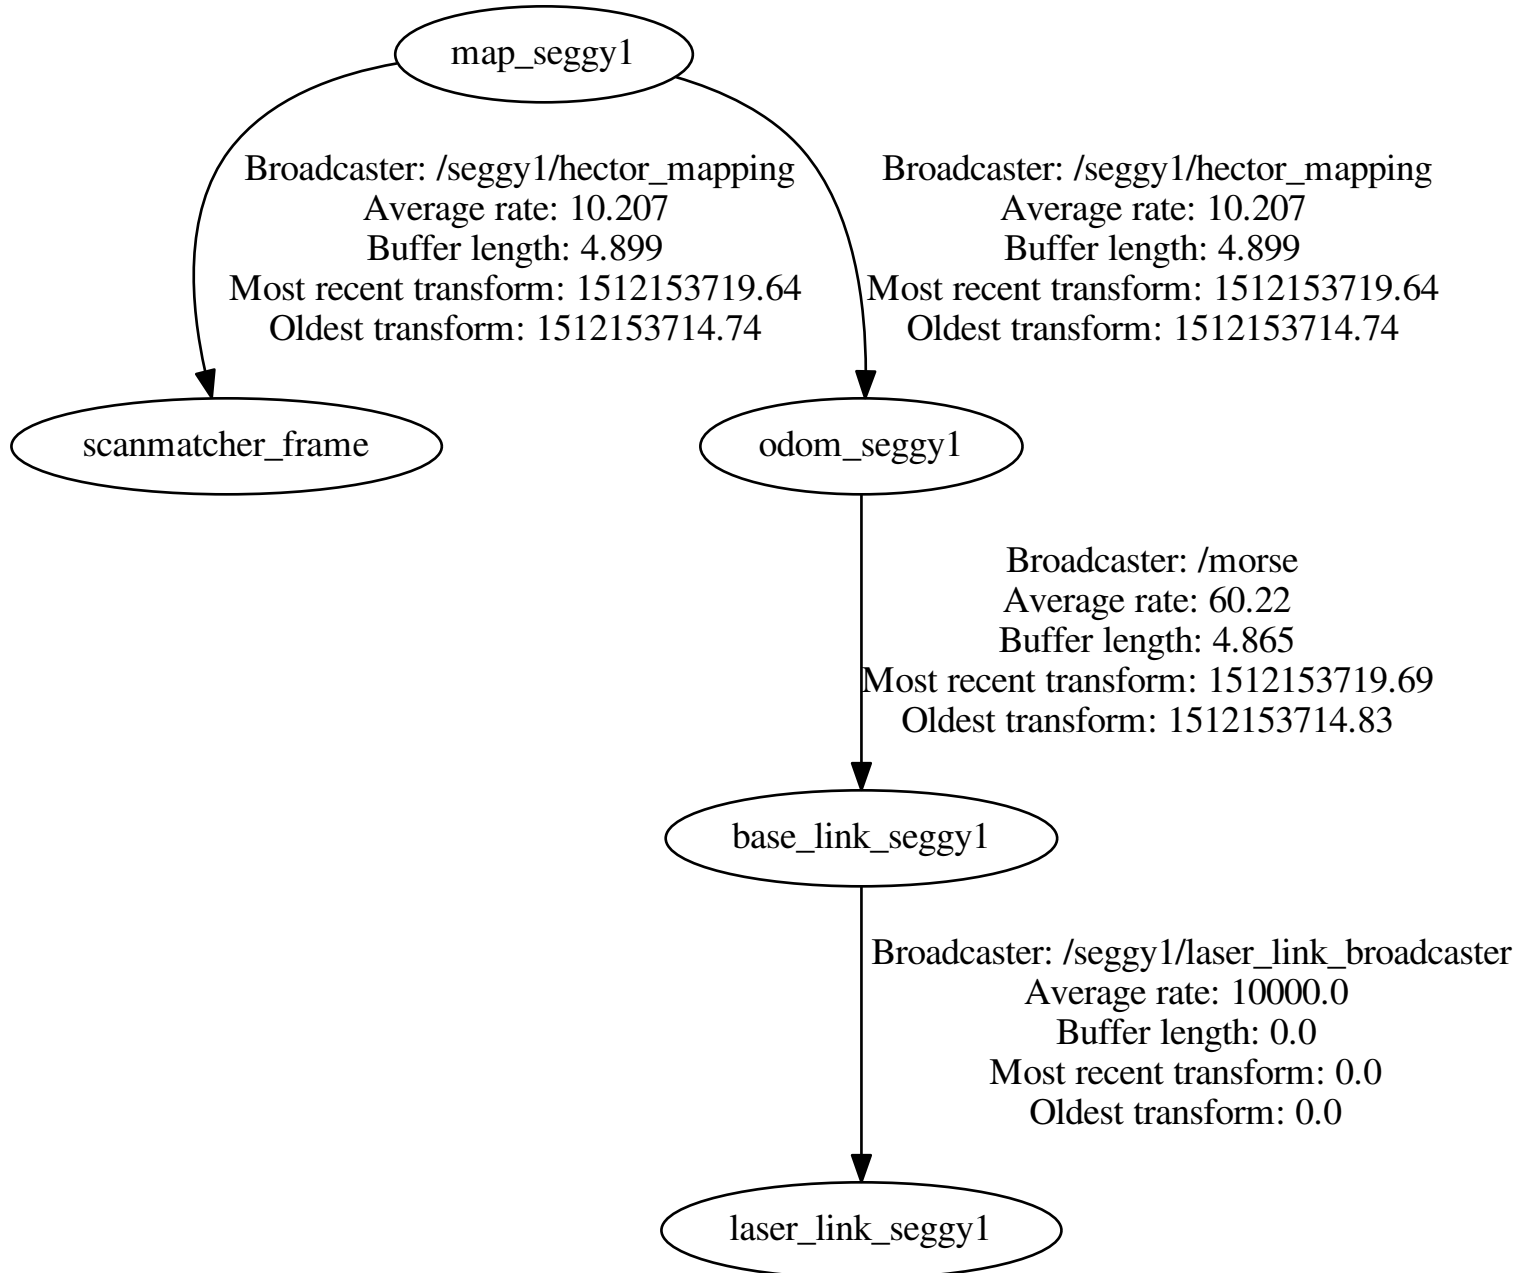 map_seggy1
Broadcaster: /seggy1/hector_mapping
Average rate: 10.207
Buffer length: 4.899
Most recent transform: 1512153719.64
Oldest transform: 1512153714.74
Broadcaster: /seggy1/hector_mapping
Average rate: 10.207
Buffer length: 4.899
Most recent transform: 1512153719.64
Oldest transform: 1512153714.74
scanmatcher_frame
odom_seggy1
Broadcaster: /morse
Average rate: 60.22
Buffer length: 4.865
Most recent transform: 1512153719.69
Oldest transform: 1512153714.83
base_link_seggy1
Broadcaster: /seggy1/laser_link_broadcaster
Average rate: 10000.0
Buffer length: 0.0
Most recent transform: 0.0
Oldest transform: 0.0
laser_link_seggy1